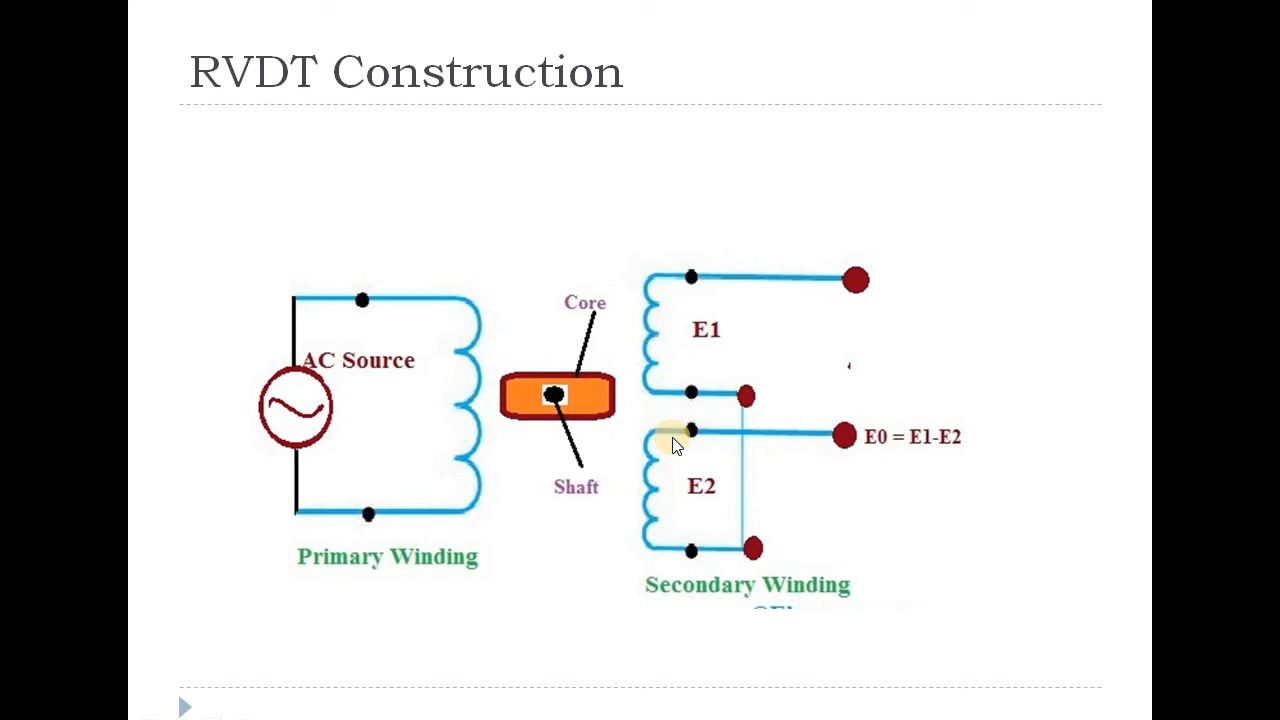 RVDT Construction
Core
E1
AC Source
E0 = E1-E2
Shaft
E2
Primary Winding
Secondary Winding